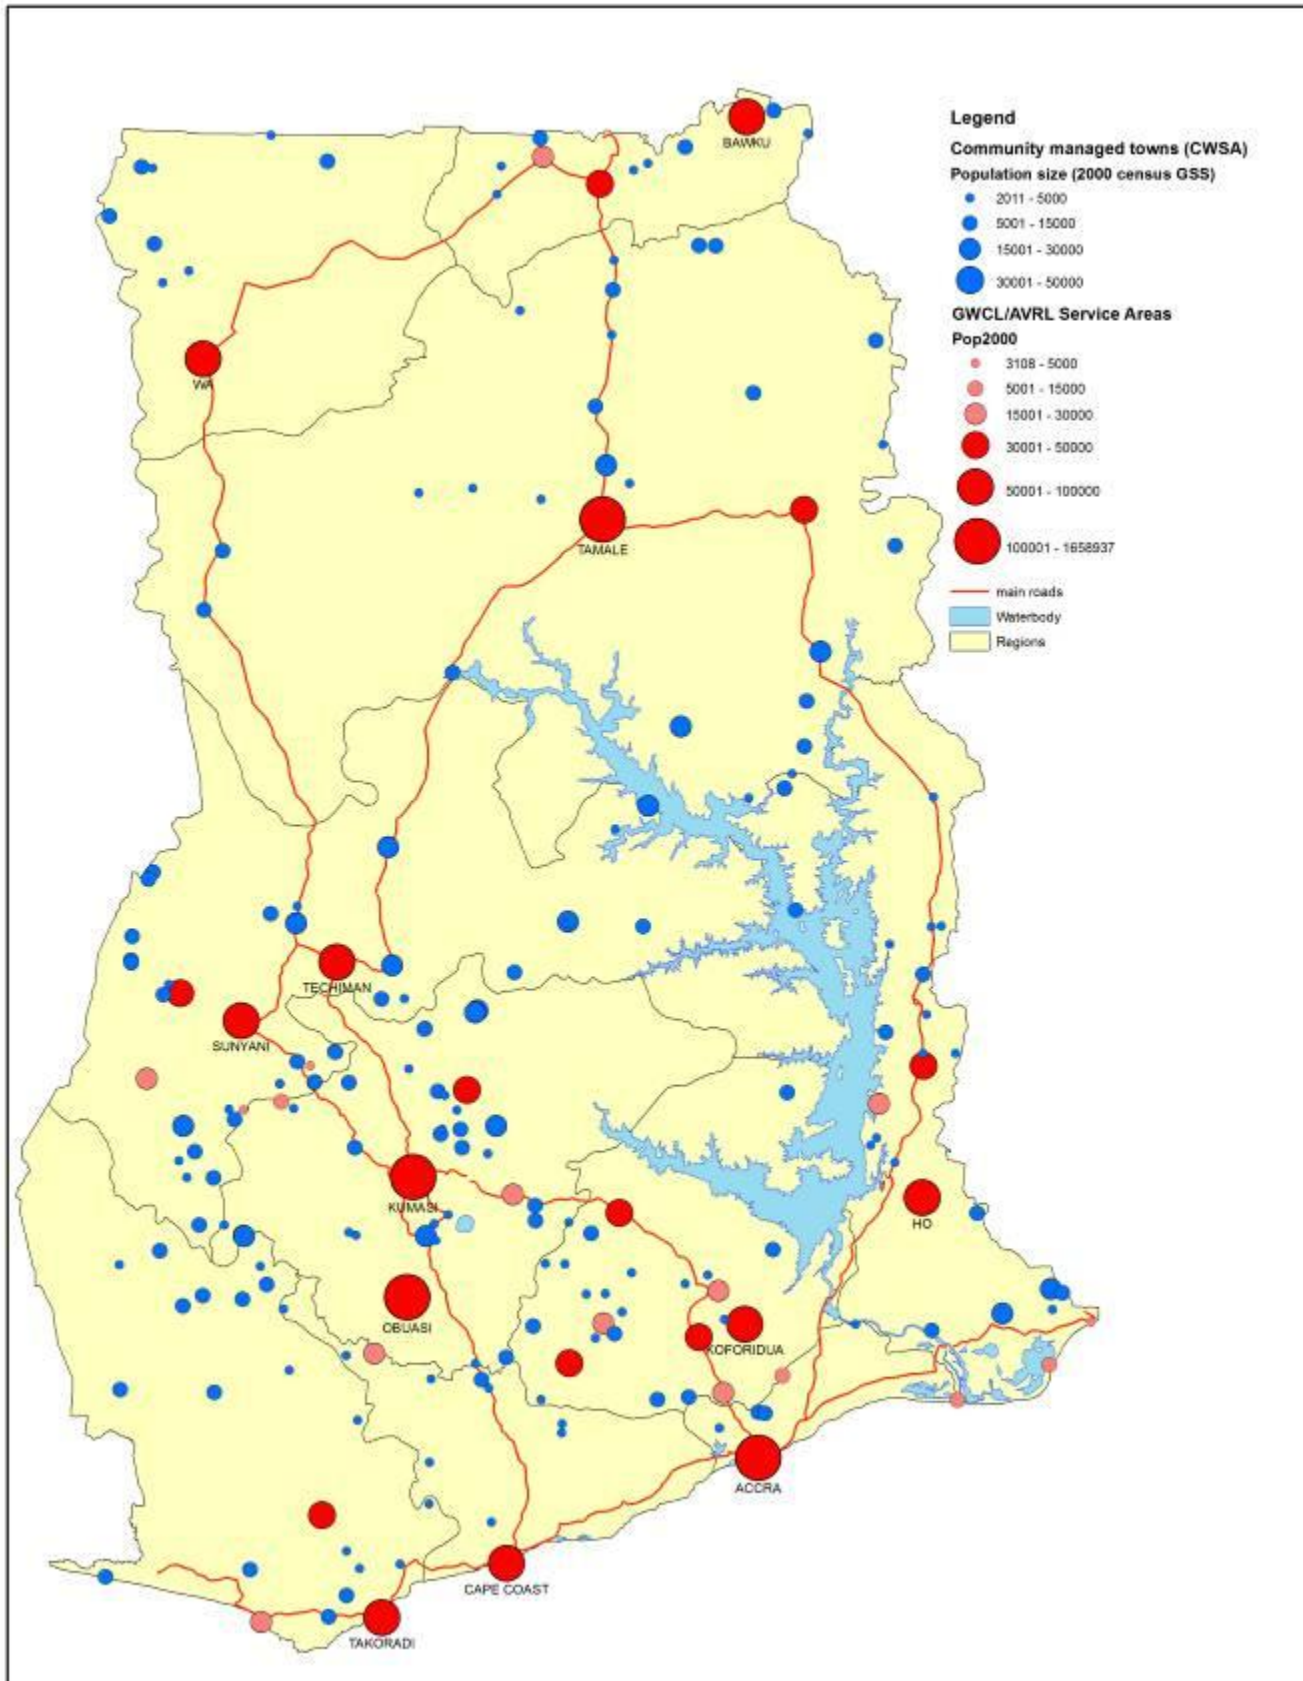 Legend
Community managed towns (CWSA)
Population size (2000 census GSS)
2011 - 5000
5001 - 15000
15001 - 30000
30001 - 50000
GWCL/AVRL Service Areas
Pop2000
3108 - 5000
5001 - 15000
15001 - 30000
30001 - 50000
50001 - 100000
100001 - 1658937
main roads
Waterbody
Regions
BAWKU
WA
TAMALE
TECHIMAN
SUNYANI
KUMASI
HO
OBUASI
KOFORIDUA
ACCRA
CAPE COAST
TAKORADI